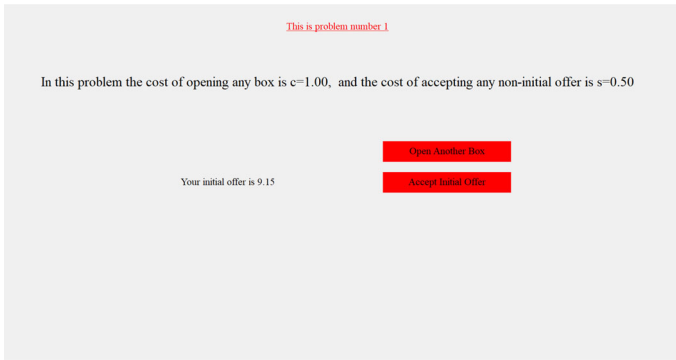 This is problem number 1
In this problem the cost of opening any box is c=1.00, and the cost of accepting any non-initial offer is s=0.50
Open Another Box
Your initial offer is 9.15
Accept Initial Offer